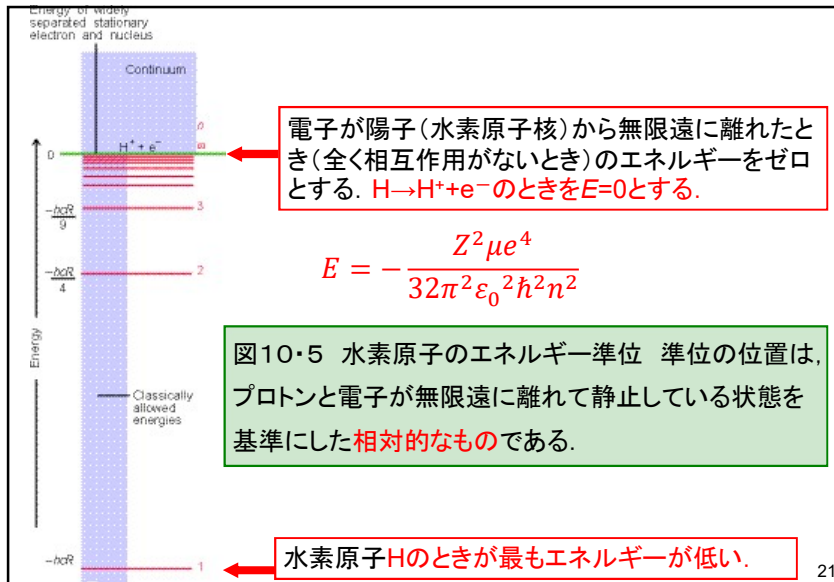 Energy of widely
separated stationary
electron and nucleus
Continuum
H⁺ + e⁻
∞
0
電子が陽子（水素原子核）から無限遠に離れたと
き（全く相互作用がないとき）のエネルギーをゼロ
とする．H→H⁺+e⁻のときをE=0とする．
3
−hcR
9
E = − Z²μe⁴ / 32π²ε₀²ħ²n²
2
−hcR
4
図10・5 水素原子のエネルギー準位 準位の位置は，
プロトンと電子が無限遠に離れて静止している状態を
基準にした相対的なものである．
Energy
Classically
allowed
energies
−hcR
1
水素原子Hのときが最もエネルギーが低い．
21